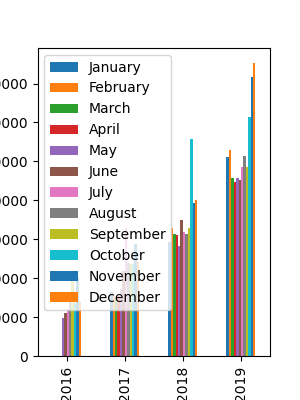 January
February
March
April
May
June
July
August
September
October
November
December
0
2016
2017
2018
2019